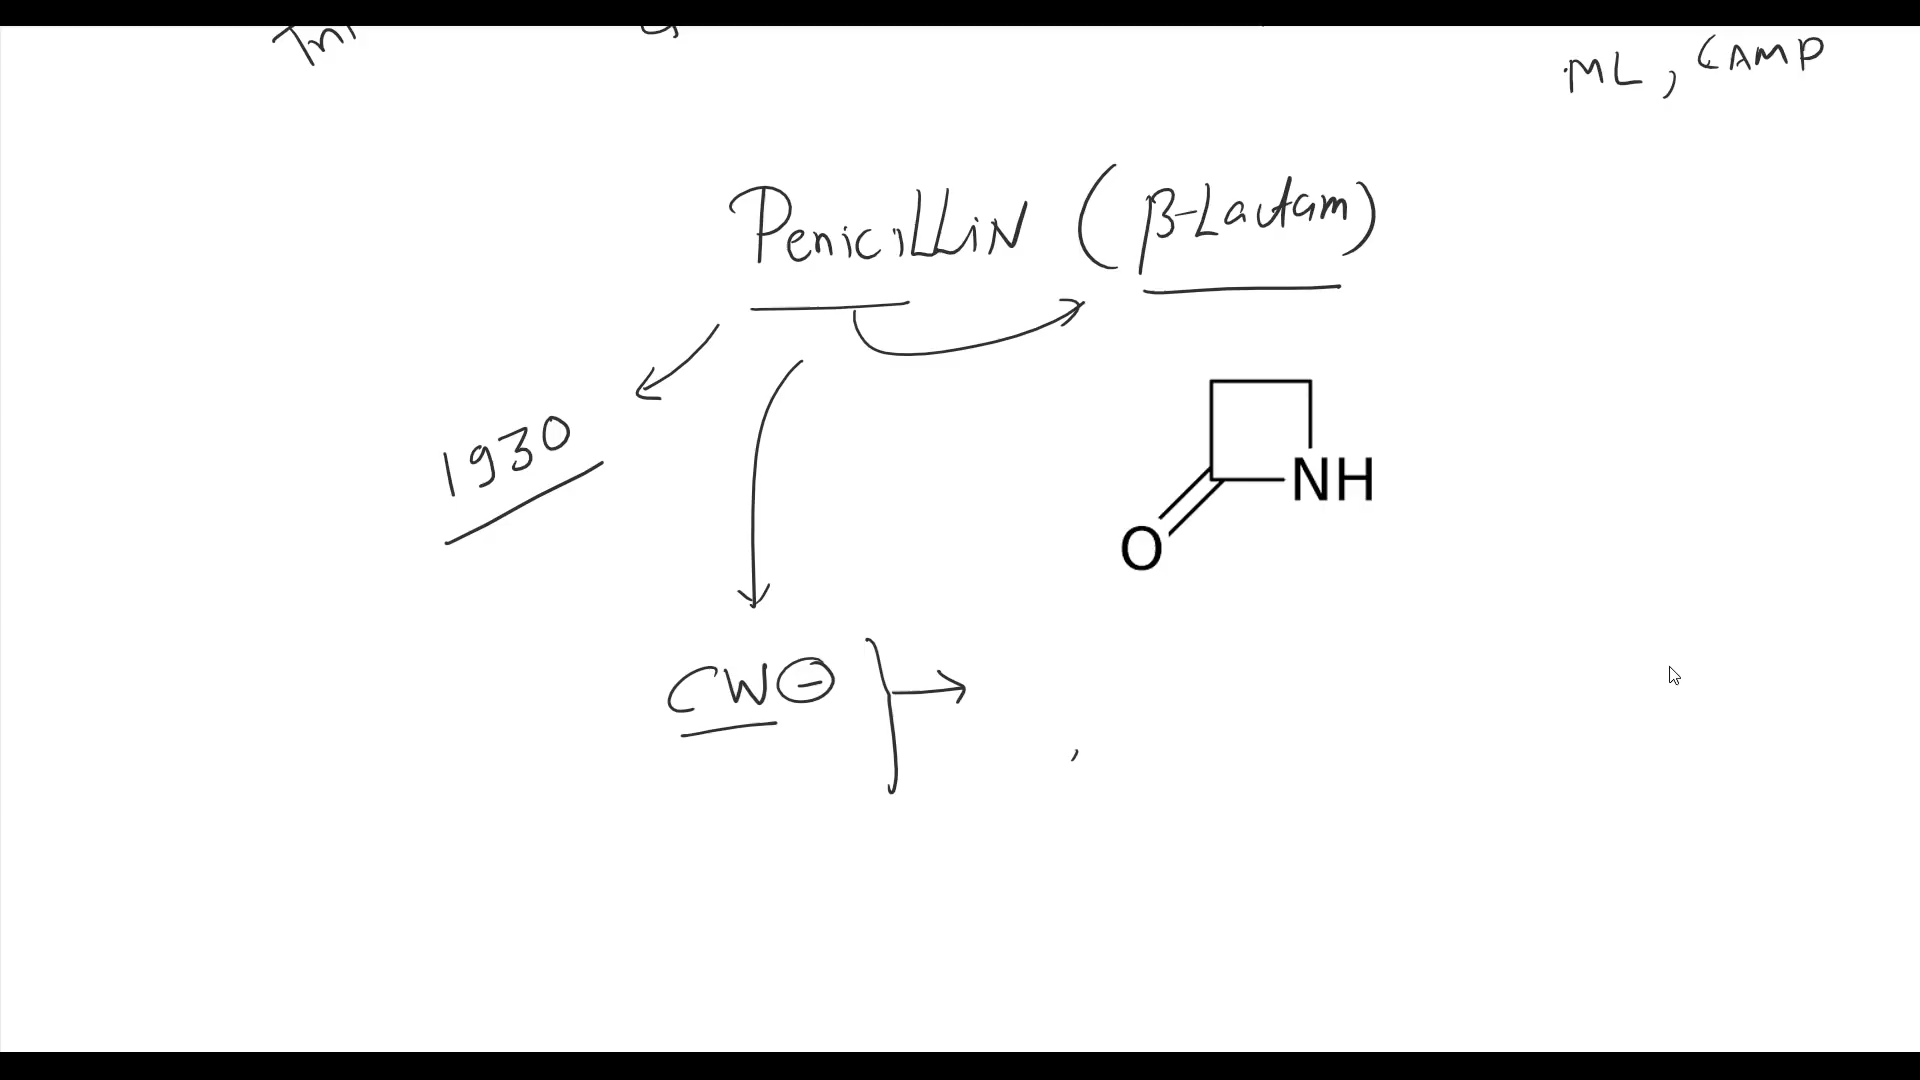 ML, CAMP
PenicillIN (β-Lactam)
1930
NH
O
CW⊖